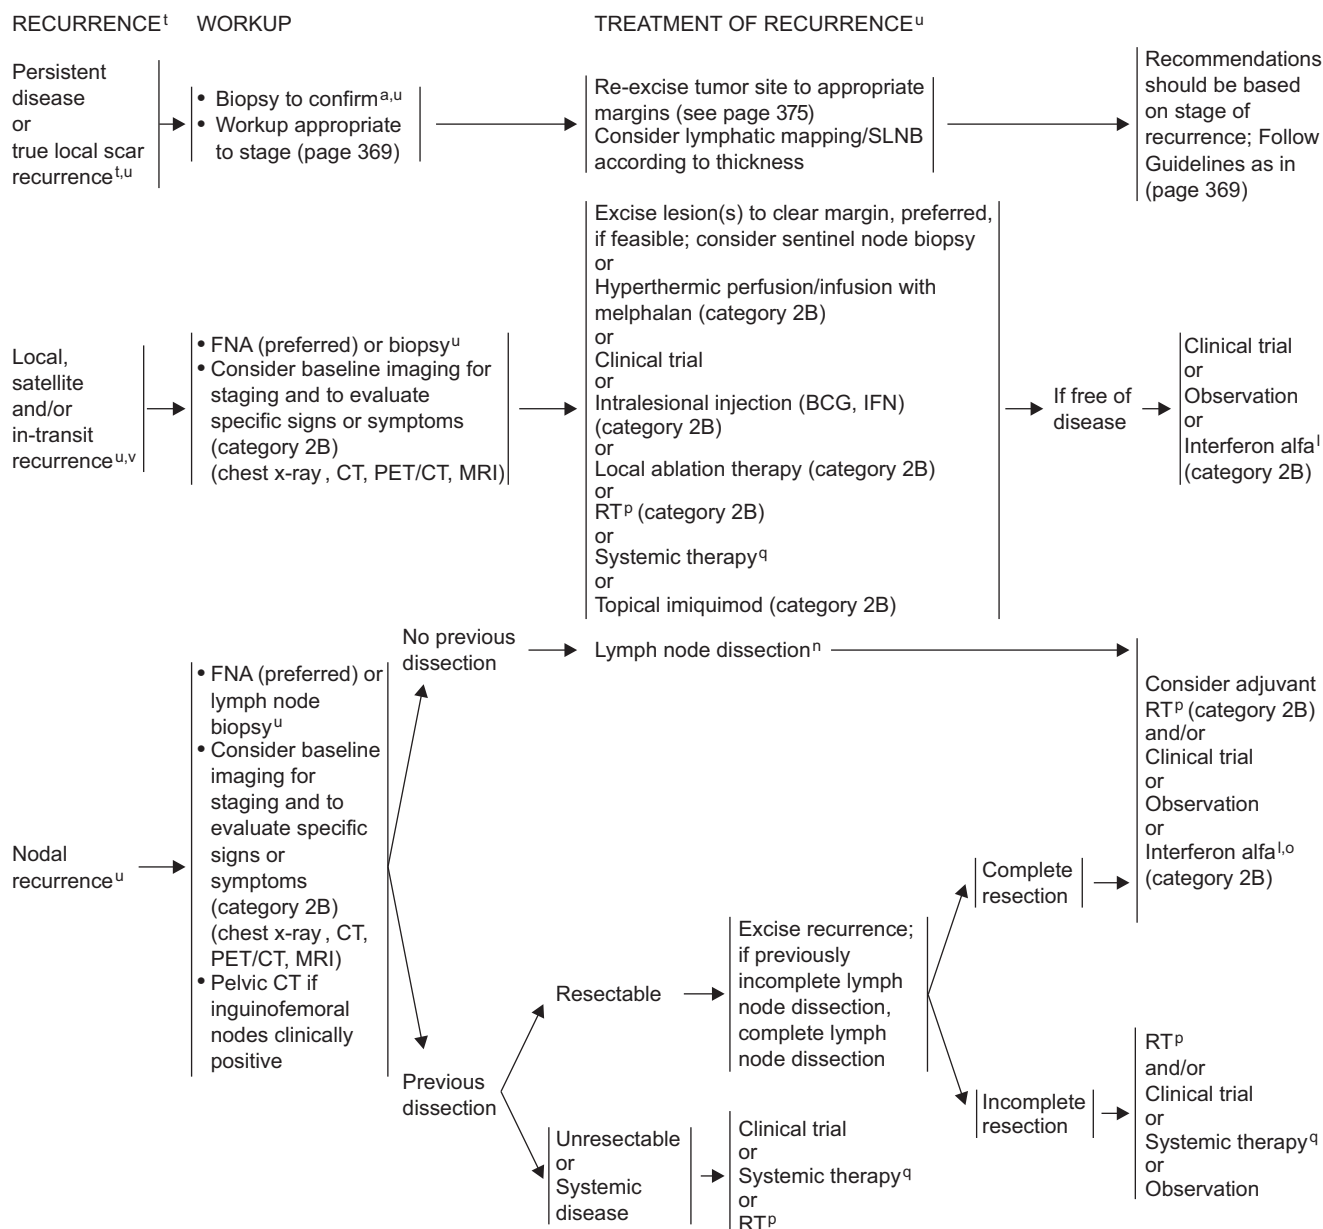 RECURRENCEᵗ WORKUP TREATMENT OF RECURRENCEᵘ
Persistent
disease
or
true local scar
recurrenceᵗ,ᵘ
• Biopsy to confirmᵃ,ᵘ
• Workup appropriate
to stage (page 369)
Re-excise tumor site to appropriate
margins (see page 375)
Consider lymphatic mapping/SLNB
according to thickness
Recommendations
should be based
on stage of
recurrence; Follow
Guidelines as in
(page 369)
Local,
satellite
and/or
in-transit
recurrenceᵘ,ᵛ
• FNA (preferred) or biopsyᵘ
• Consider baseline imaging for
staging and to evaluate
specific signs or symptoms
(category 2B)
(chest x-ray, CT, PET/CT, MRI)
Excise lesion(s) to clear margin, preferred,
if feasible; consider sentinel node biopsy
or
Hyperthermic perfusion/infusion with
melphalan (category 2B)
or
Clinical trial
or
Intralesional injection (BCG, IFN)
(category 2B)
or
Local ablation therapy (category 2B)
or
RTᵖ (category 2B)
or
Systemic therapy𐞥
or
Topical imiquimod (category 2B)
If free of
disease
Clinical trial
or
Observation
or
Interferon alfaˡ
(category 2B)
Nodal
recurrenceᵘ
• FNA (preferred) or
lymph node
biopsyᵘ
• Consider baseline
imaging for
staging and to
evaluate specific
signs or
symptoms
(category 2B)
(chest x-ray, CT,
PET/CT, MRI)
• Pelvic CT if
inguinofemoral
nodes clinically
positive
No previous
dissection
Lymph node dissectionⁿ
Consider adjuvant
RTᵖ (category 2B)
and/or
Clinical trial
or
Observation
or
Interferon alfaˡ,ᵒ
(category 2B)
Previous
dissection
Resectable
Excise recurrence;
if previously
incomplete lymph
node dissection,
complete lymph
node dissection
Complete
resection
Incomplete
resection
RTᵖ
and/or
Clinical trial
or
Systemic therapy𐞥
or
Observation
Unresectable
or
Systemic
disease
Clinical trial
or
Systemic therapy𐞥
or
RTᵖ